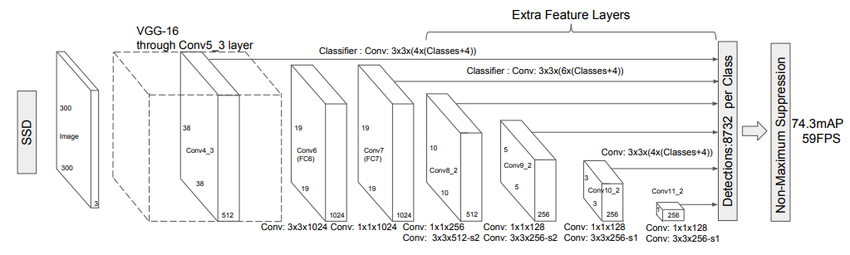 Extra Feature Layers
VGG-16
through Conv5_3 layer
Classifier : Conv: 3x3x(4x(Classes+4))
Classifier : Conv: 3x3x(6x(Classes+4))
SSD
300
Image
300
3
38
Conv4_3
38
512
19
Conv6
(FC6)
19
1024
19
Conv7
(FC7)
19
1024
10
Conv8_2
10
512
5
Conv9_2
5
256
Conv: 3x3x(4x(Classes+4))
3
Conv10_2
3
256
Conv11_2
1
256
Detections:8732 per Class
Non-Maximum Suppression
74.3mAP
59FPS
Conv: 3x3x1024
Conv: 1x1x1024
Conv: 1x1x256
Conv: 3x3x512-s2
Conv: 1x1x128
Conv: 3x3x256-s2
Conv: 1x1x128
Conv: 3x3x256-s1
Conv: 1x1x128
Conv: 3x3x256-s1